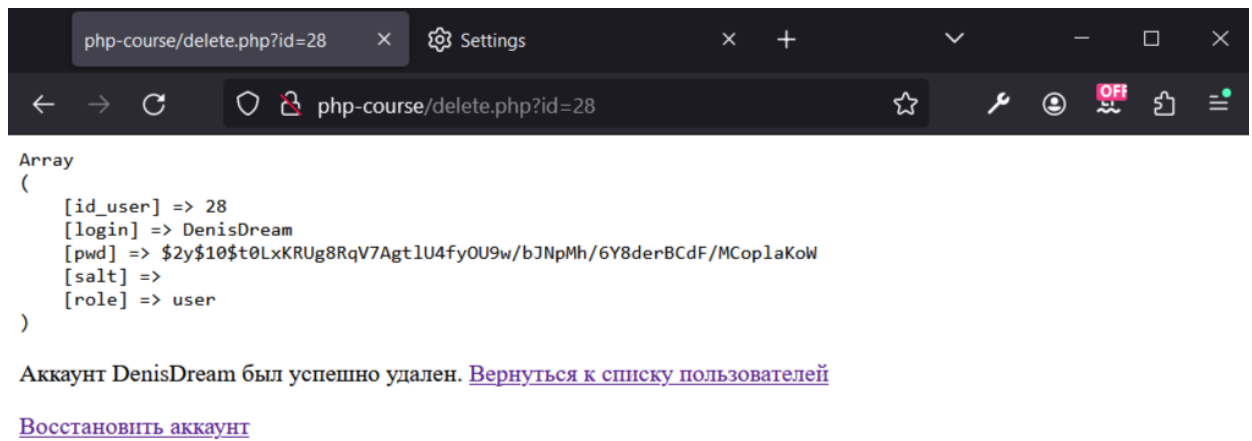 php-course/delete.php?id=28
Settings
php-course/delete.php?id=28
OFF
Array
(
[id_user] => 28
[login] => DenisDream
[pwd] => $2y$10$t0LxKRUg8RqV7AgtlU4fyOU9w/bJNpMh/6Y8derBCdF/MCoplaKoW
[salt] =>
[role] => user
)
Аккаунт DenisDream был успешно удален. Вернуться к списку пользователей
Восстановить аккаунт